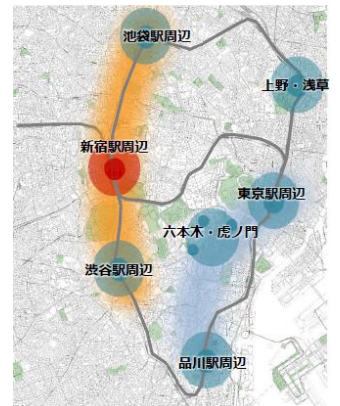 池袋駅周辺
上野・浅草
新宿駅周辺
東京駅周辺
六本木・虎ノ門
渋谷駅周辺
品川駅周辺